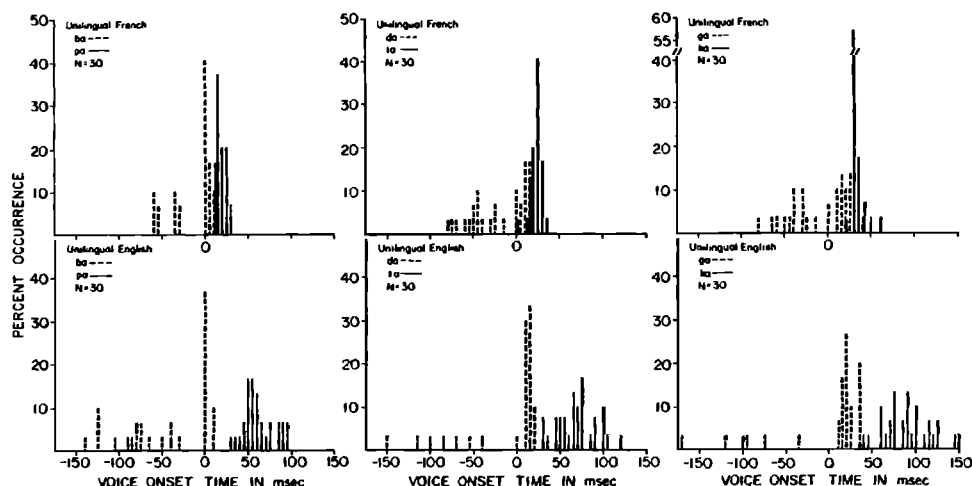 Unilingual French
ba
pa
N=30
50
40
30
20
10
0
Unilingual French
da
ta
N=30
50
40
30
20
10
0
Unilingual French
ga
ka
N=30
60
55
40
30
20
10
0
PERCENT OCCURRENCE
Unilingual English
ba
pa
N=30
40
30
20
10
-150 -100 -50 0 50 100 150
VOICE ONSET TIME IN msec
Unilingual English
da
ta
N=30
40
30
20
10
-150 -100 -50 0 50 100 150
VOICE ONSET TIME IN msec
Unilingual English
ga
ka
N=30
40
30
20
10
-150 -100 -50 0 50 100 150
VOICE ONSET TIME IN msec